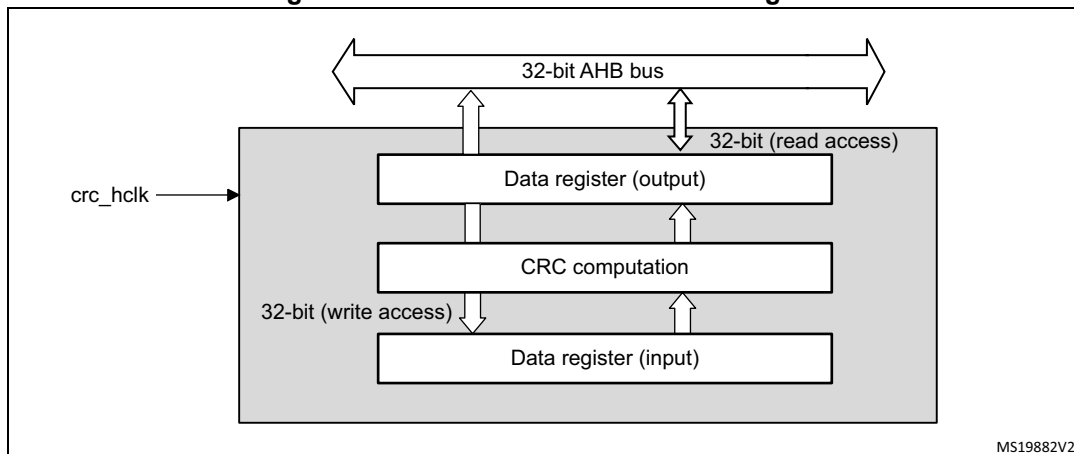 32-bit AHB bus
32-bit (read access)
Data register (output)
crc_hclk
CRC computation
32-bit (write access)
Data register (input)
MS19882V2